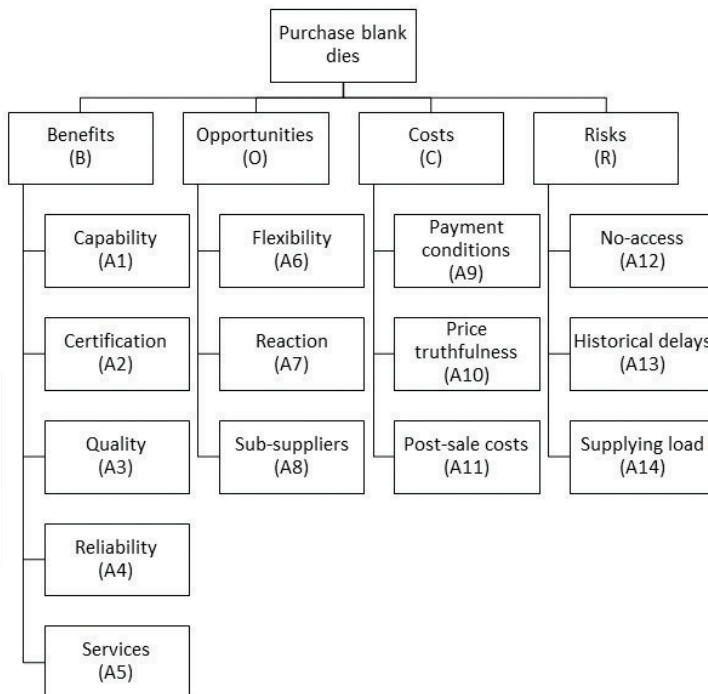 Purchase blank
dies
Benefits
(B)
Opportunities
(O)
Costs
(C)
Risks
(R)
Capability
(A1)
Certification
(A2)
Quality
(A3)
Reliability
(A4)
Services
(A5)
Flexibility
(A6)
Reaction
(A7)
Sub-suppliers
(A8)
Payment
conditions
(A9)
Price
truthfulness
(A10)
Post-sale costs
(A11)
No-access
(A12)
Historical delays
(A13)
Supplying load
(A14)